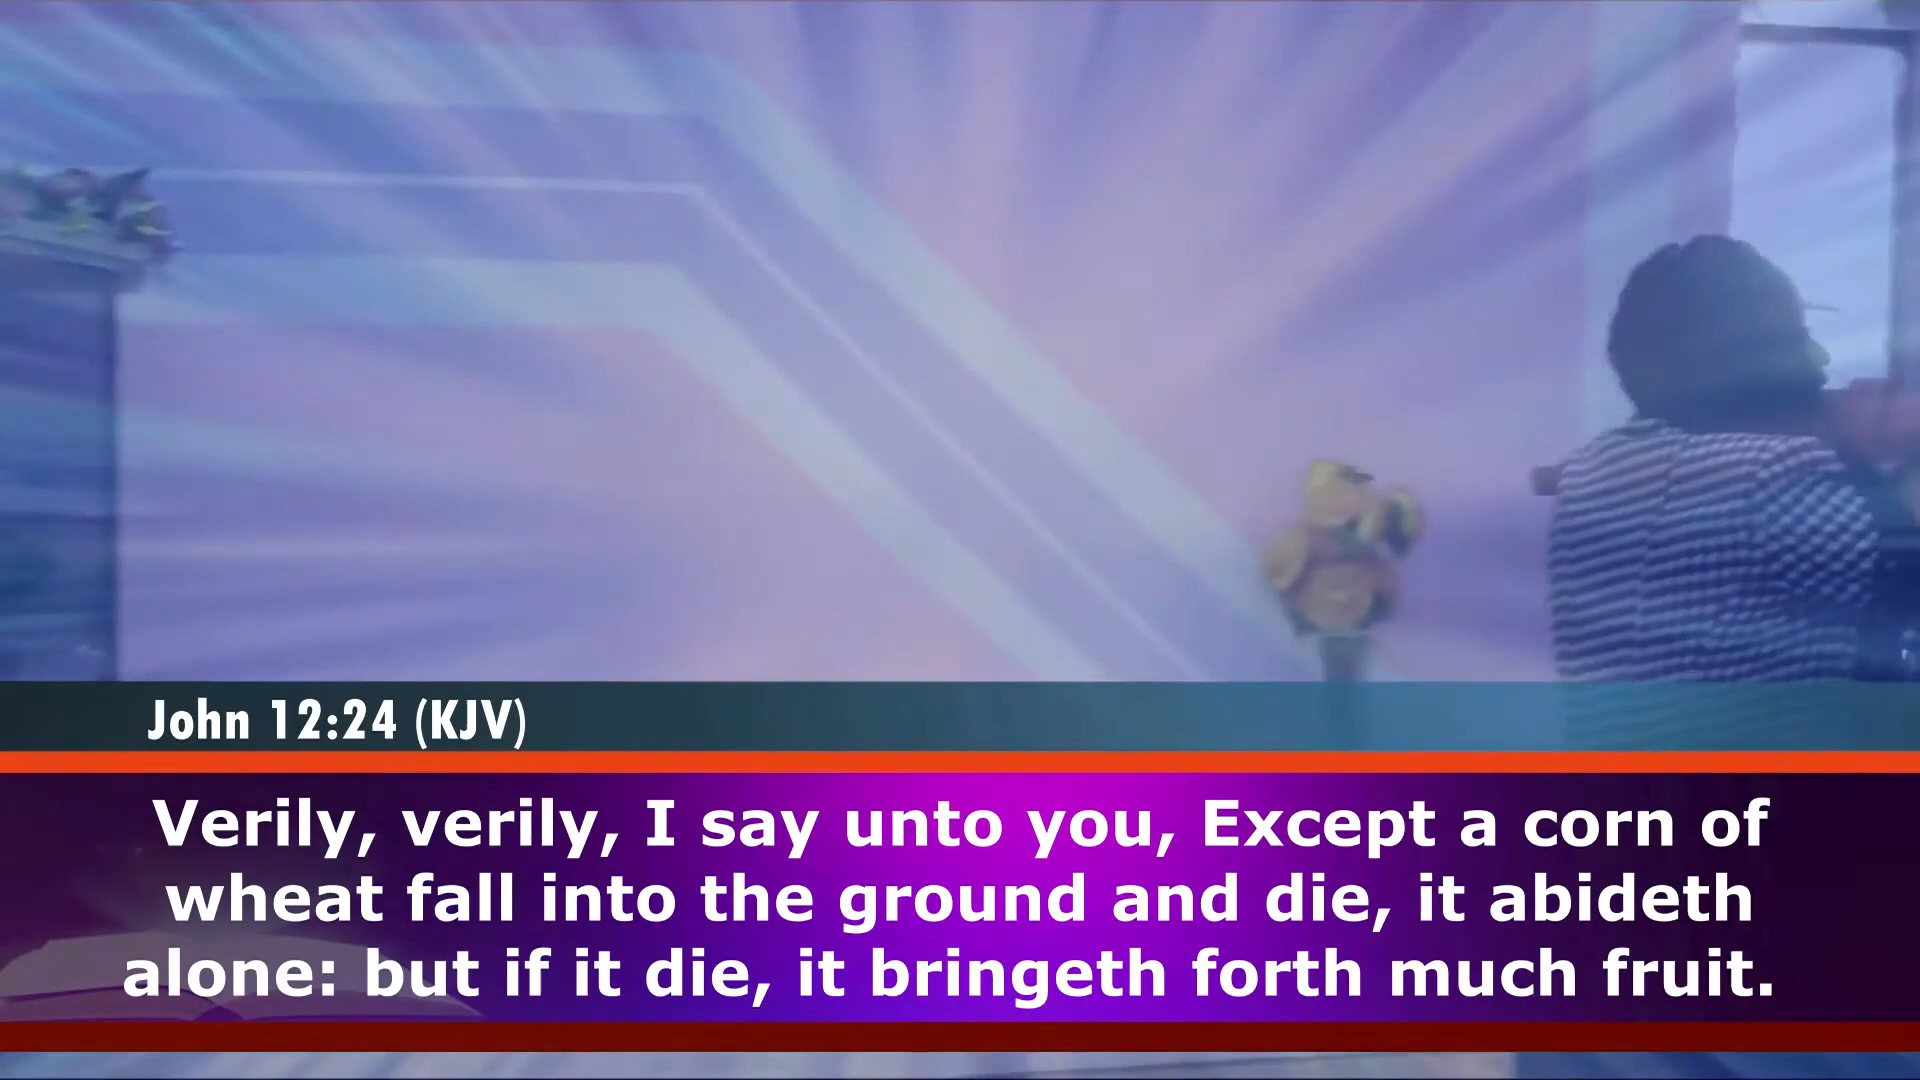 John 12:24 (KJV)
Verily, verily, I say unto you, Except a corn of
wheat fall into the ground and die, it abideth
alone: but if it die, it bringeth forth much fruit.